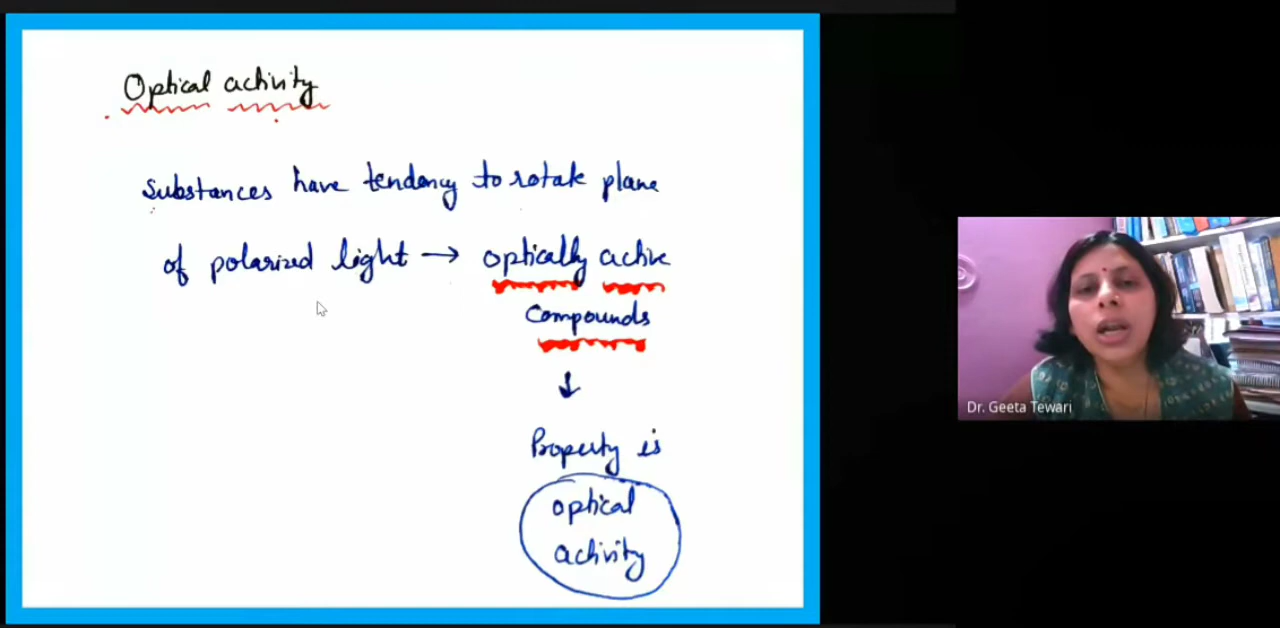 Optical activity
Substances have tendency to rotate plane
of polarized light → optically active
Compounds
↓
Property is
optical
activity
Dr. Geeta Tewari